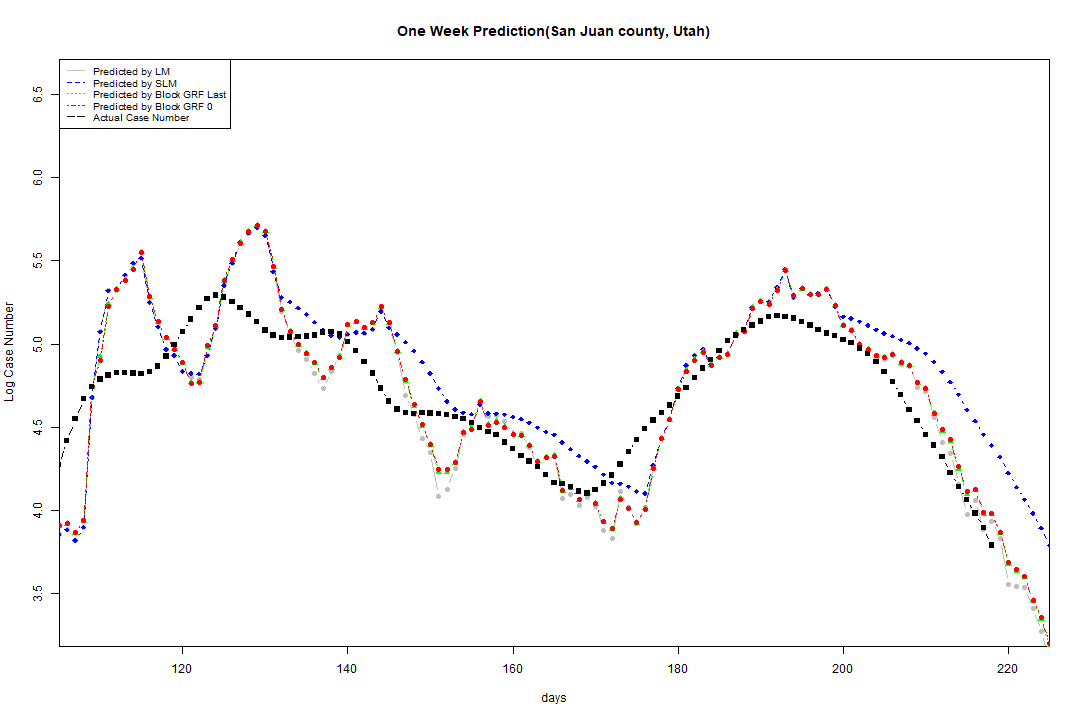 One Week Prediction(San Juan county, Utah)
Predicted by LM
Predicted by SLM
Predicted by Block GRF Last
Predicted by Block GRF 0
Actual Case Number
Log Case Number
6.5
6.0
5.5
5.0
4.5
4.0
3.5
120 140 160 180 200 220
days